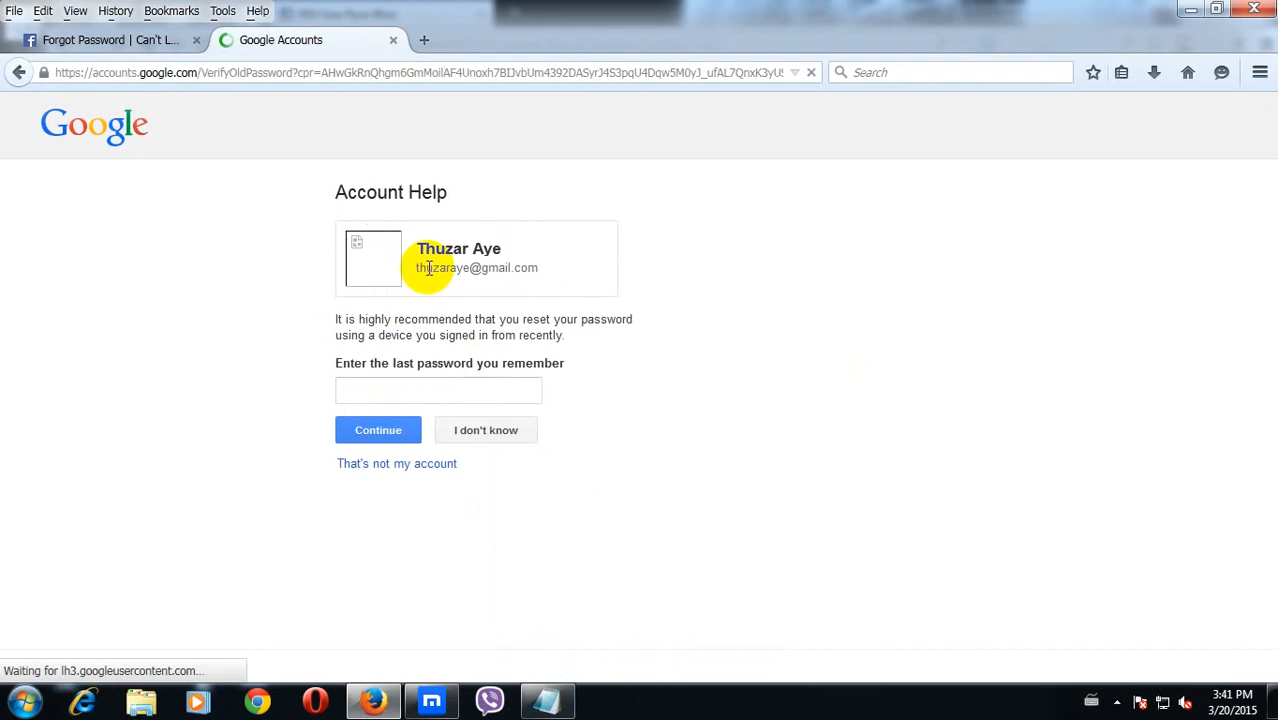 File Edit View History Bookmarks Tools Help
Forgot Password | Can't L...
Google Accounts
https://accounts.google.com/VerifyOldPassword?cpr=
Search
Google
Account Help
Thuzar Aye
thuzaraye@gmail.com
It is highly recommended that you reset your password
using a device you signed in from recently.
Enter the last password you remember
Continue
I don't know
That's not my account
Waiting for lh3.googleusercontent.com...
3:41 PM
3/20/2015